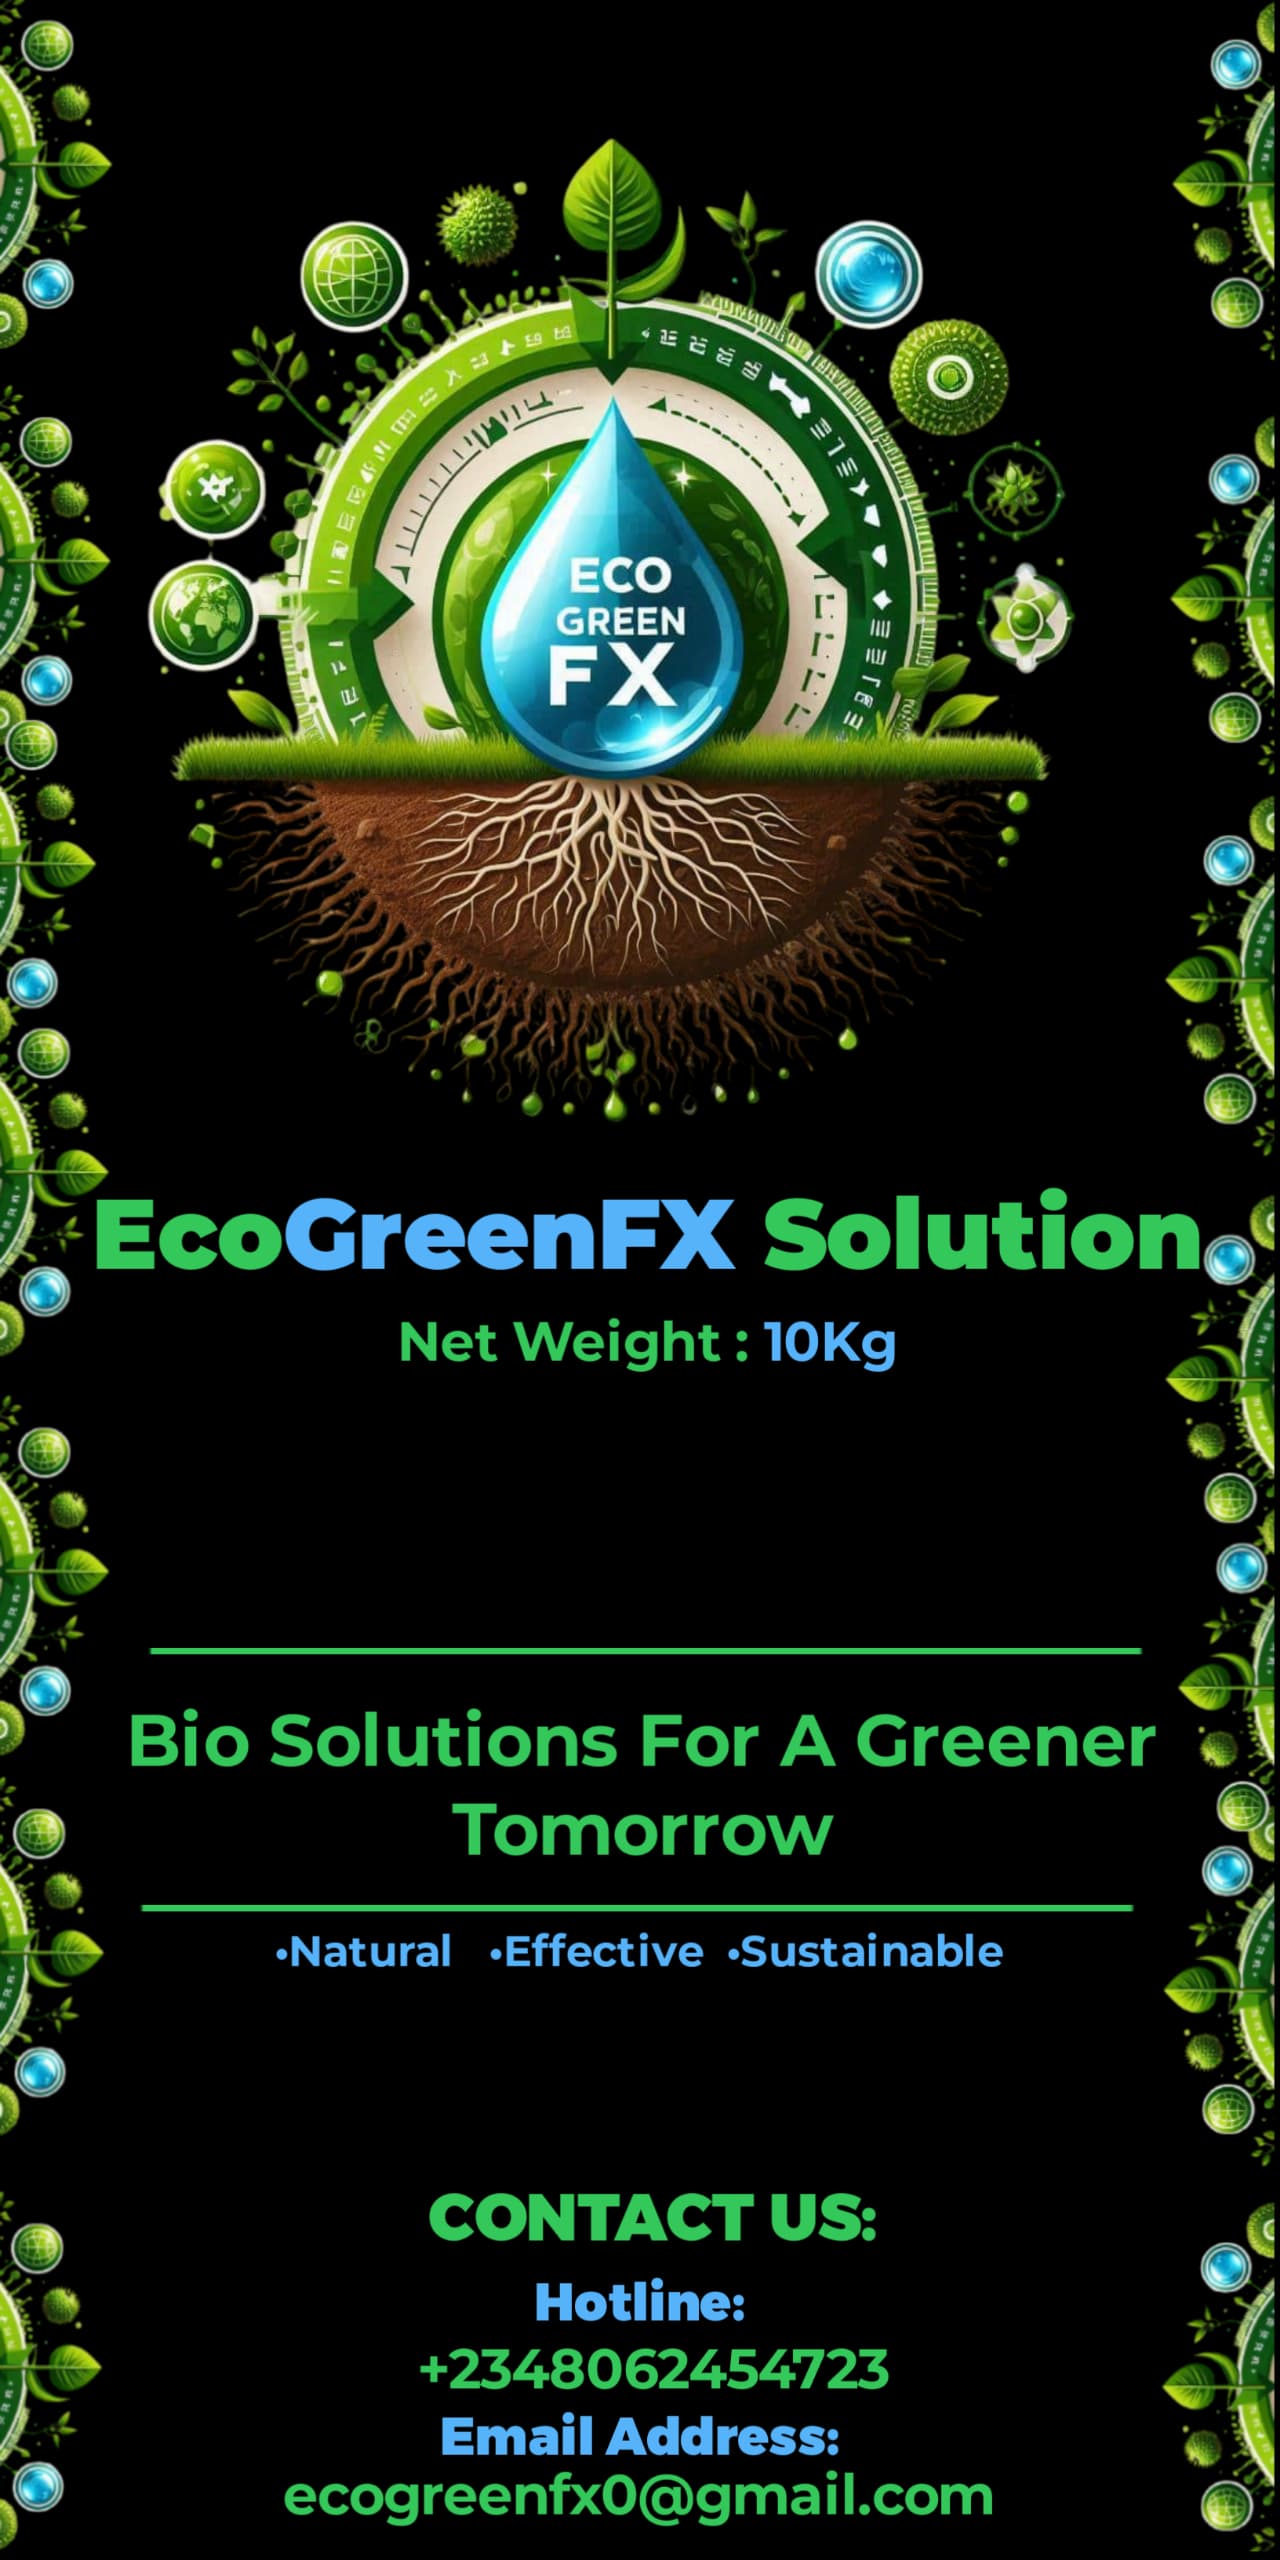 ECO
GREEN
FX
EcoGreenFX Solution
Net Weight : 10Kg
Bio Solutions For A Greener
Tomorrow
•Natural •Effective •Sustainable
CONTACT US:
Hotline:
+2348062454723
Email Address:
ecogreenfx0@gmail.com